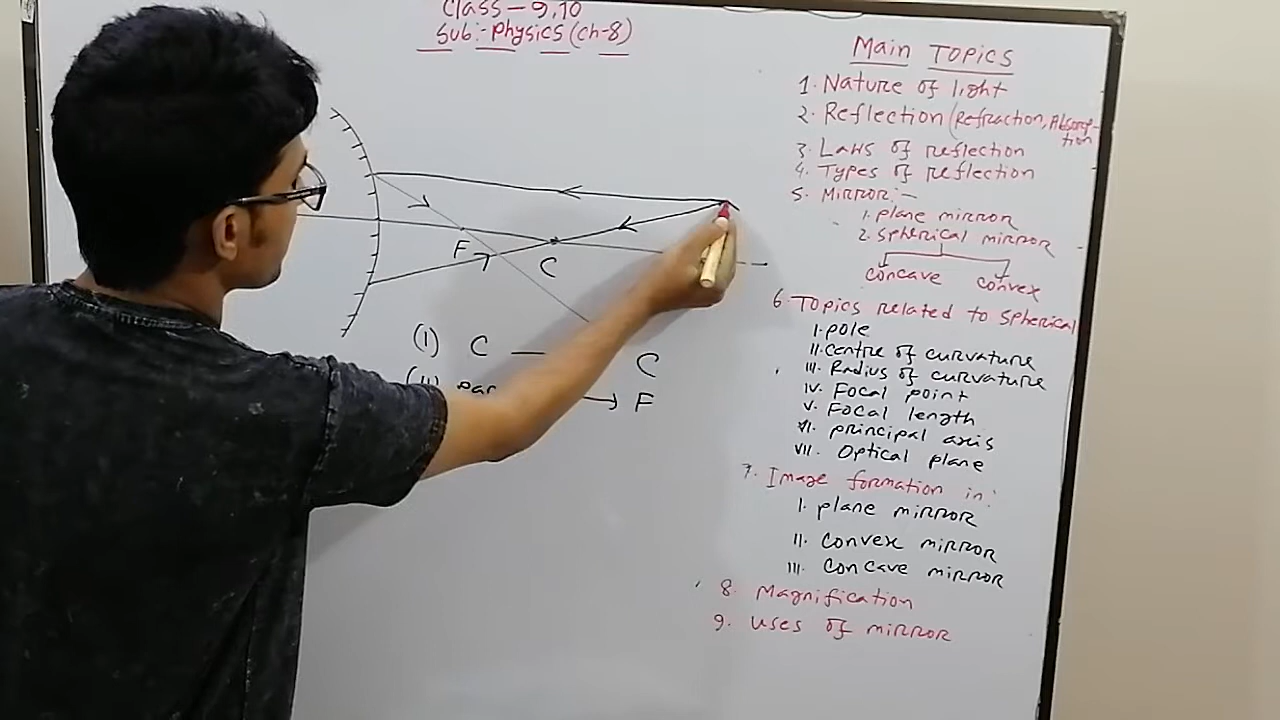 Class - 9,10
Sub:- Physics (ch-8)
F
C
(I) C — C
(II) Par → F
Main TOPICS
1. Nature of light
2. Reflection (Refraction, Absorp-
tion
3. Laws of reflection
4. Types of reflection
5. Mirror:-
1. plane mirror
2. Spherical mirror
concave convex
6. Topics related to Spherical
I. pole
II. Centre of curvature
III. Radius of curvature
IV. Focal point
V. Focal length
VI. principal axis
VII. Optical plane
7. Image formation in:
I. plane mirror
II. Convex mirror
III. Concave mirror
8. Magnification
9. Uses of mirror